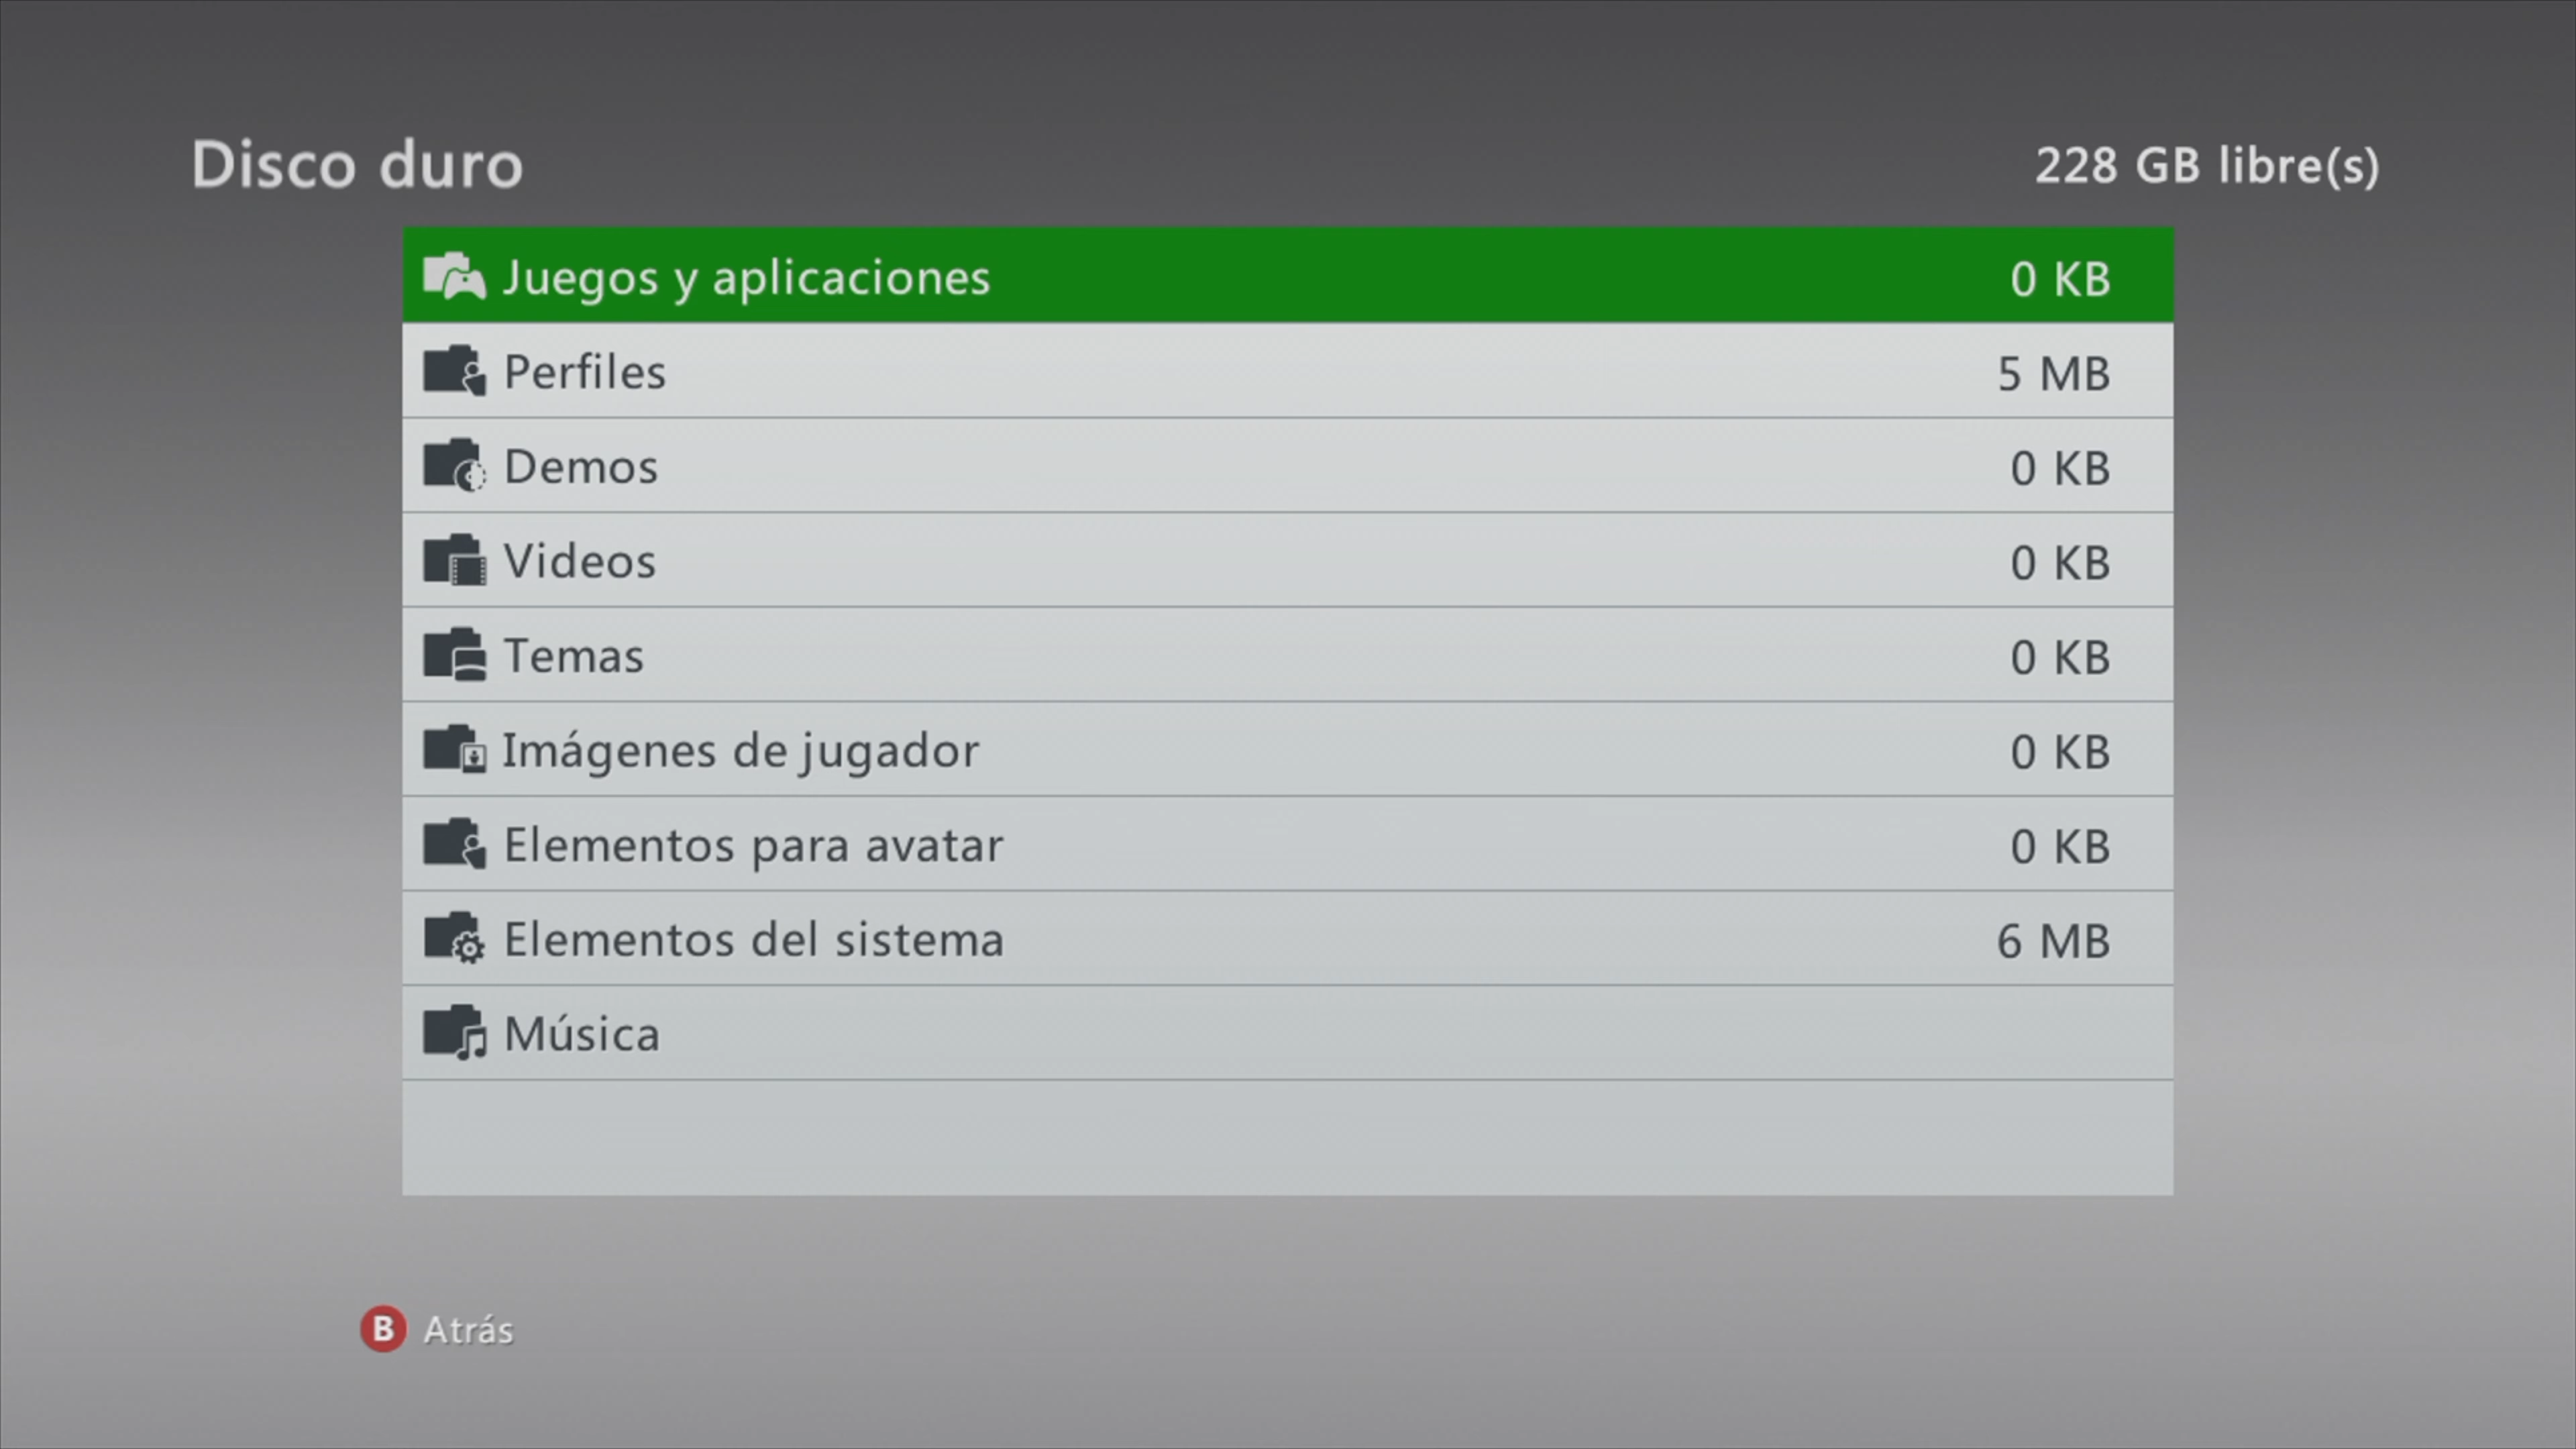 Disco duro
228 GB libre(s)
Juegos y aplicaciones 0 KB
Perfiles 5 MB
Demos 0 KB
Videos 0 KB
Temas 0 KB
Imágenes de jugador 0 KB
Elementos para avatar 0 KB
Elementos del sistema 6 MB
Música
B Atrás